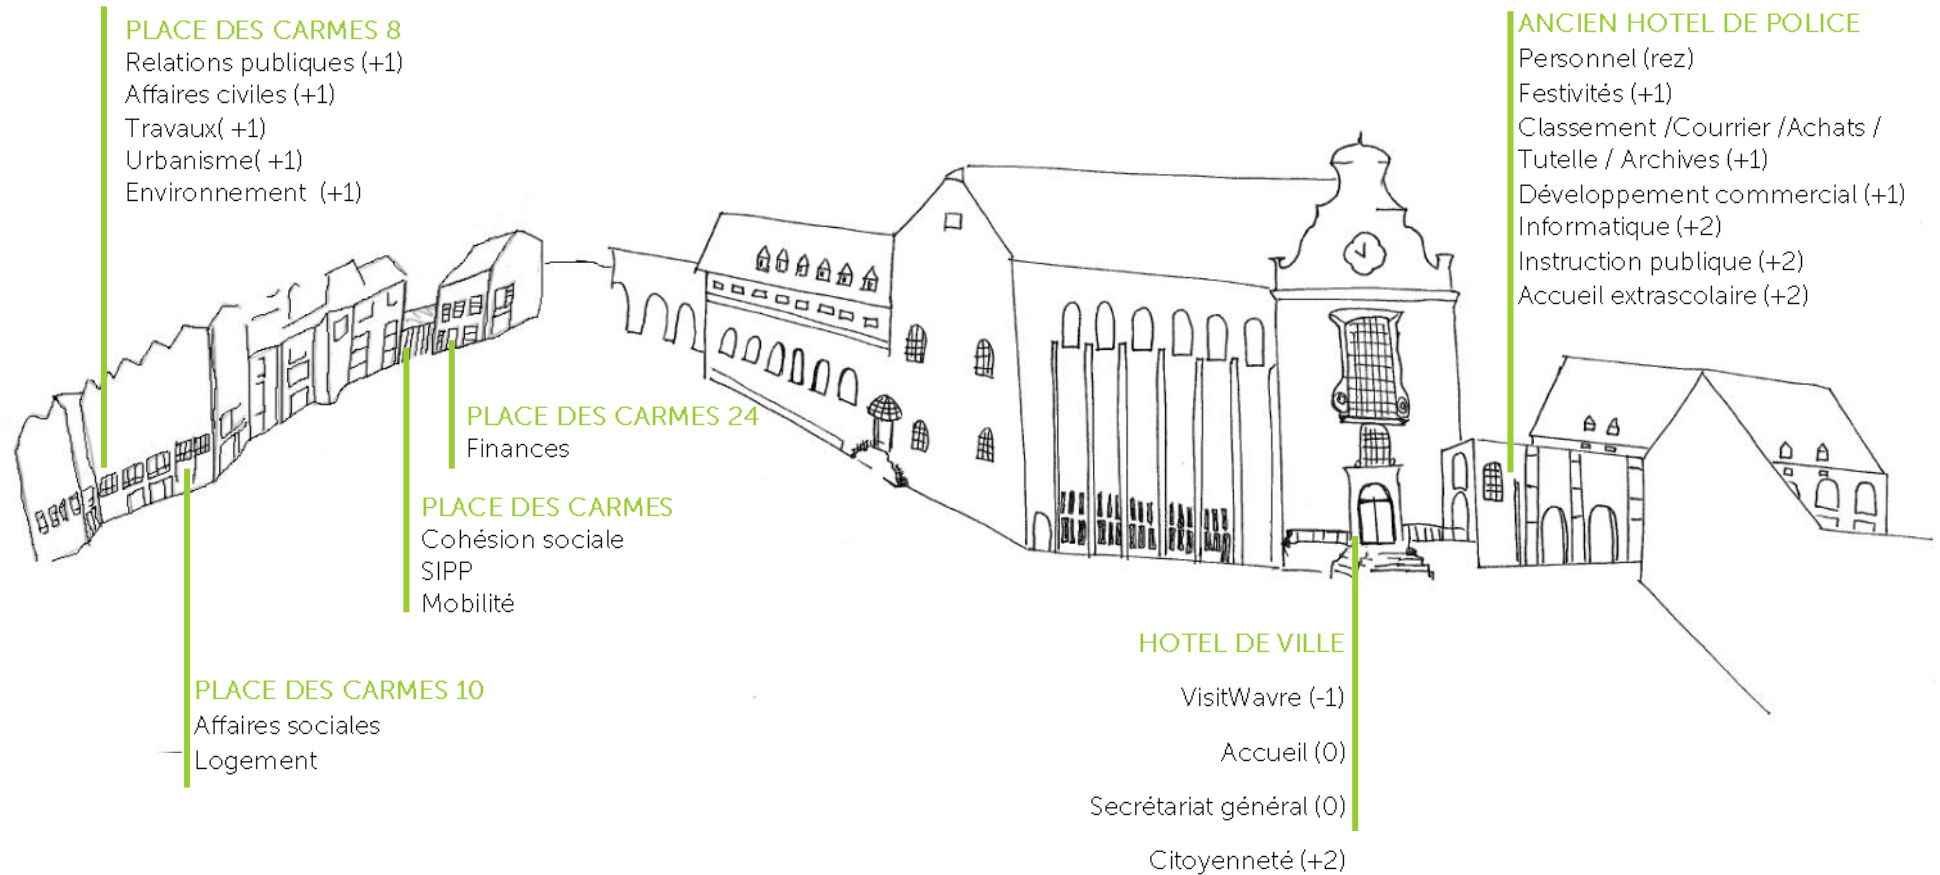 PLACE DES CARMES 8
Relations publiques (+1)
Affaires civiles (+1)
Travaux( +1)
Urbanisme( +1)
Environnement (+1)
ANCIEN HOTEL DE POLICE
Personnel (rez)
Festivités (+1)
Classement /Courrier /Achats /
Tutelle / Archives (+1)
Développement commercial (+1)
Informatique (+2)
Instruction publique (+2)
Accueil extrascolaire (+2)
PLACE DES CARMES 24
Finances
PLACE DES CARMES
Cohésion sociale
SIPP
Mobilité
PLACE DES CARMES 10
Affaires sociales
Logement
HOTEL DE VILLE
VisitWavre (-1)
Accueil (0)
Secrétariat général (0)
Citoyenneté (+2)